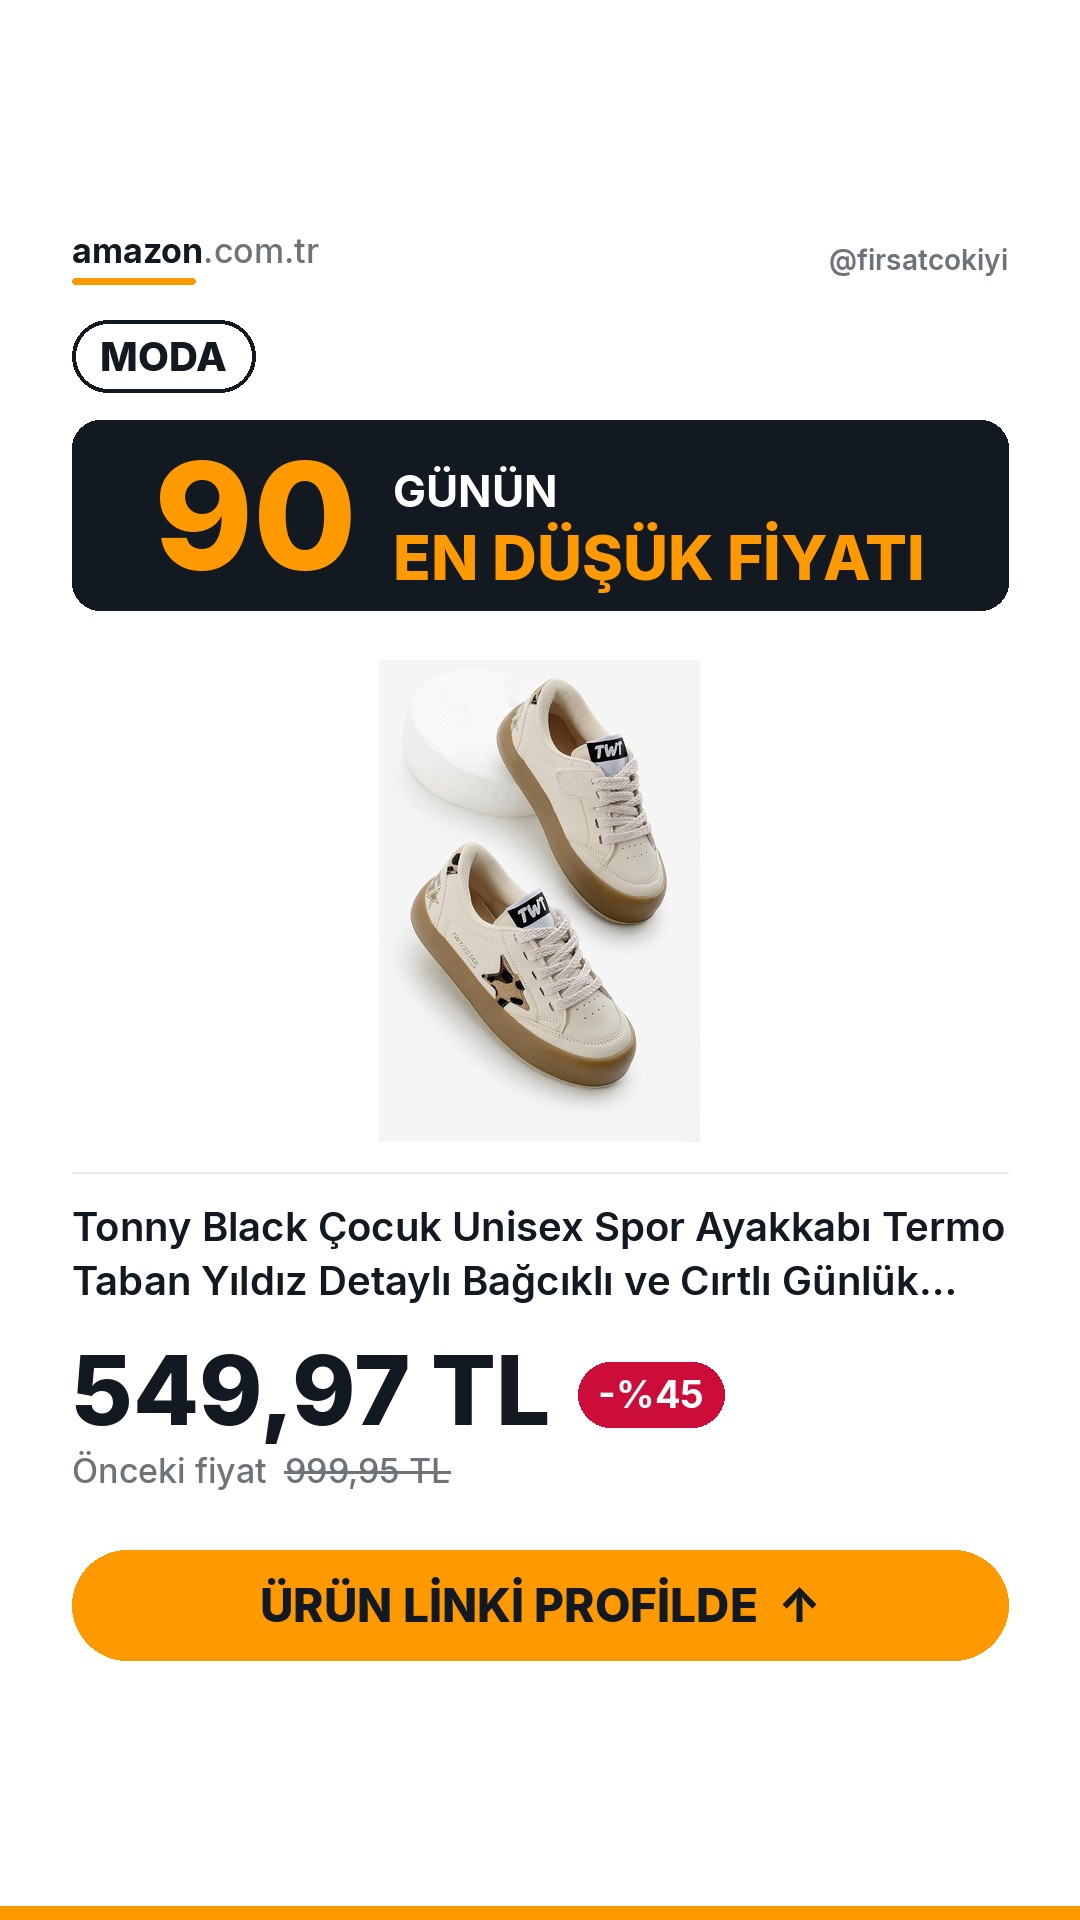 amazon.com.tr
@firsatcokiyi
MODA
90 GÜNÜN
EN DÜŞÜK FİYATI
TWT
TWT
Tonny Black Çocuk Unisex Spor Ayakkabı Termo
Taban Yıldız Detaylı Bağcıklı ve Cırtlı Günlük...
549,97 TL -%45
Önceki fiyat 999,95 TL
ÜRÜN LİNKİ PROFİLDE ↑